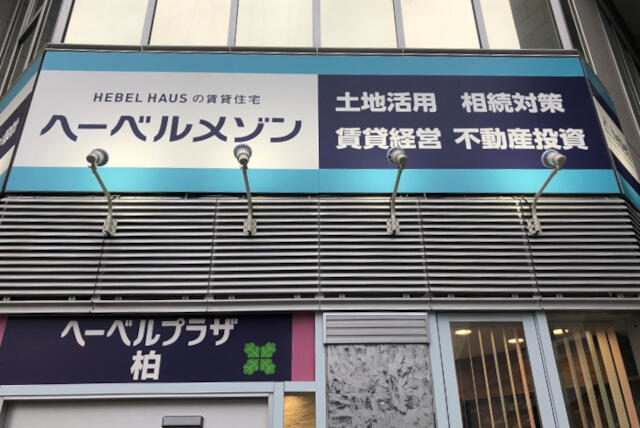 HEBEL HAUSの賃貸住宅
へーベルメゾン
土地活用 相続対策
賃貸経営 不動産投資
へーベルプラザ
柏